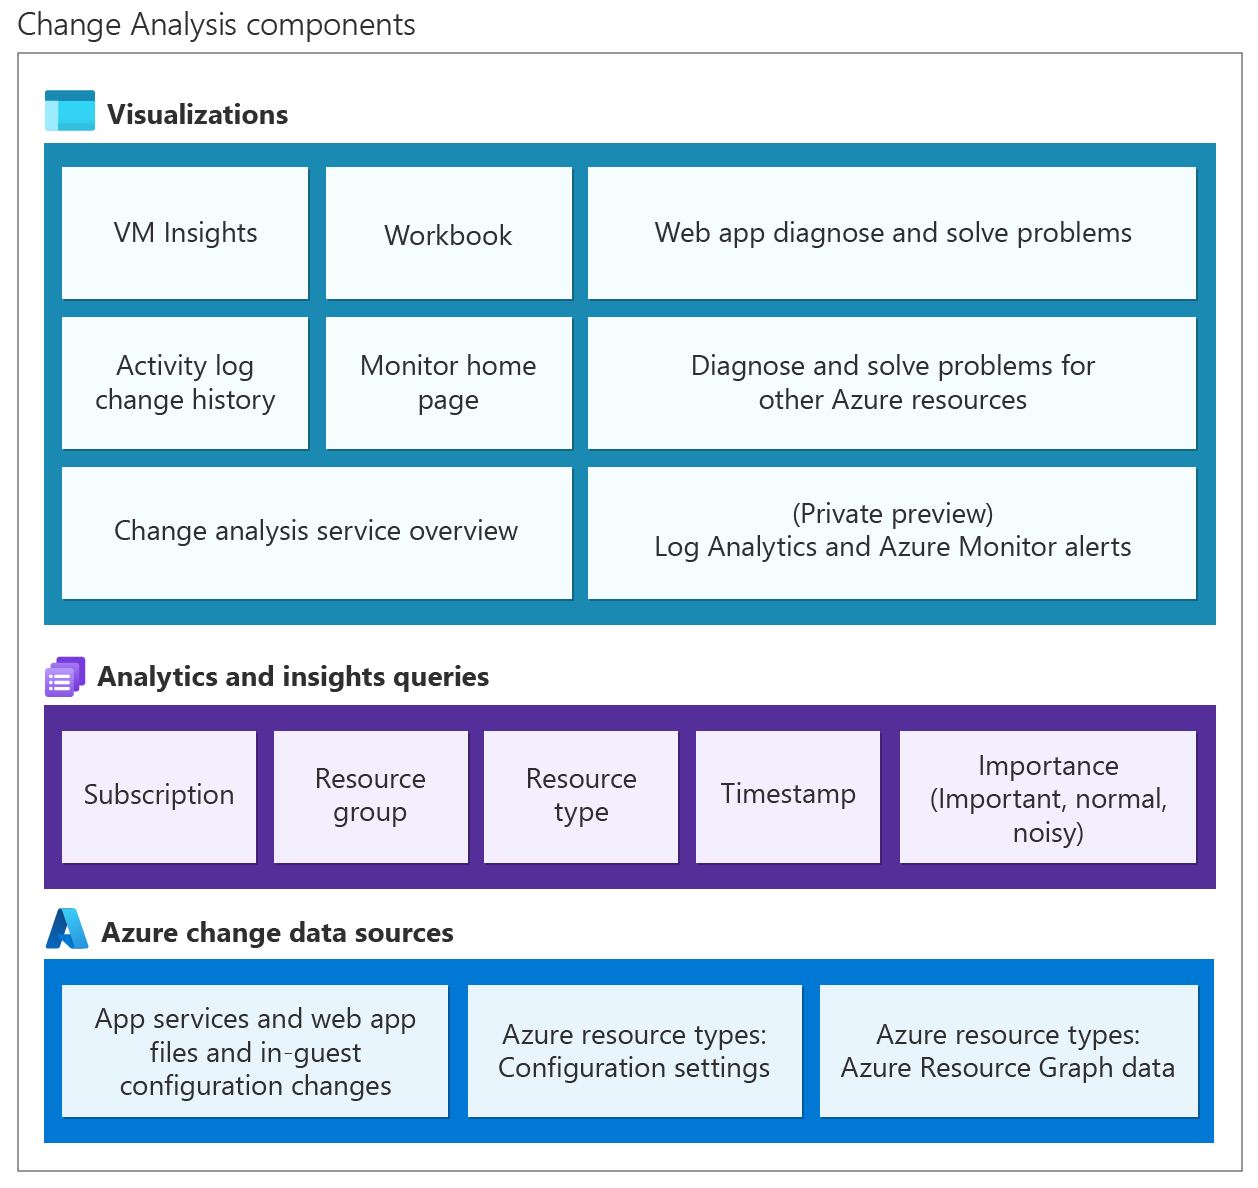 Change Analysis components
Visualizations
VM Insights
Workbook
Web app diagnose and solve problems
Activity log
change history
Monitor home
page
Diagnose and solve problems for
other Azure resources
Change analysis service overview
(Private preview)
Log Analytics and Azure Monitor alerts
Analytics and insights queries
Subscription
Resource
group
Resource
type
Timestamp
Importance
(Important, normal,
noisy)
Azure change data sources
App services and web app
files and in-guest
configuration changes
Azure resource types:
Configuration settings
Azure resource types:
Azure Resource Graph data